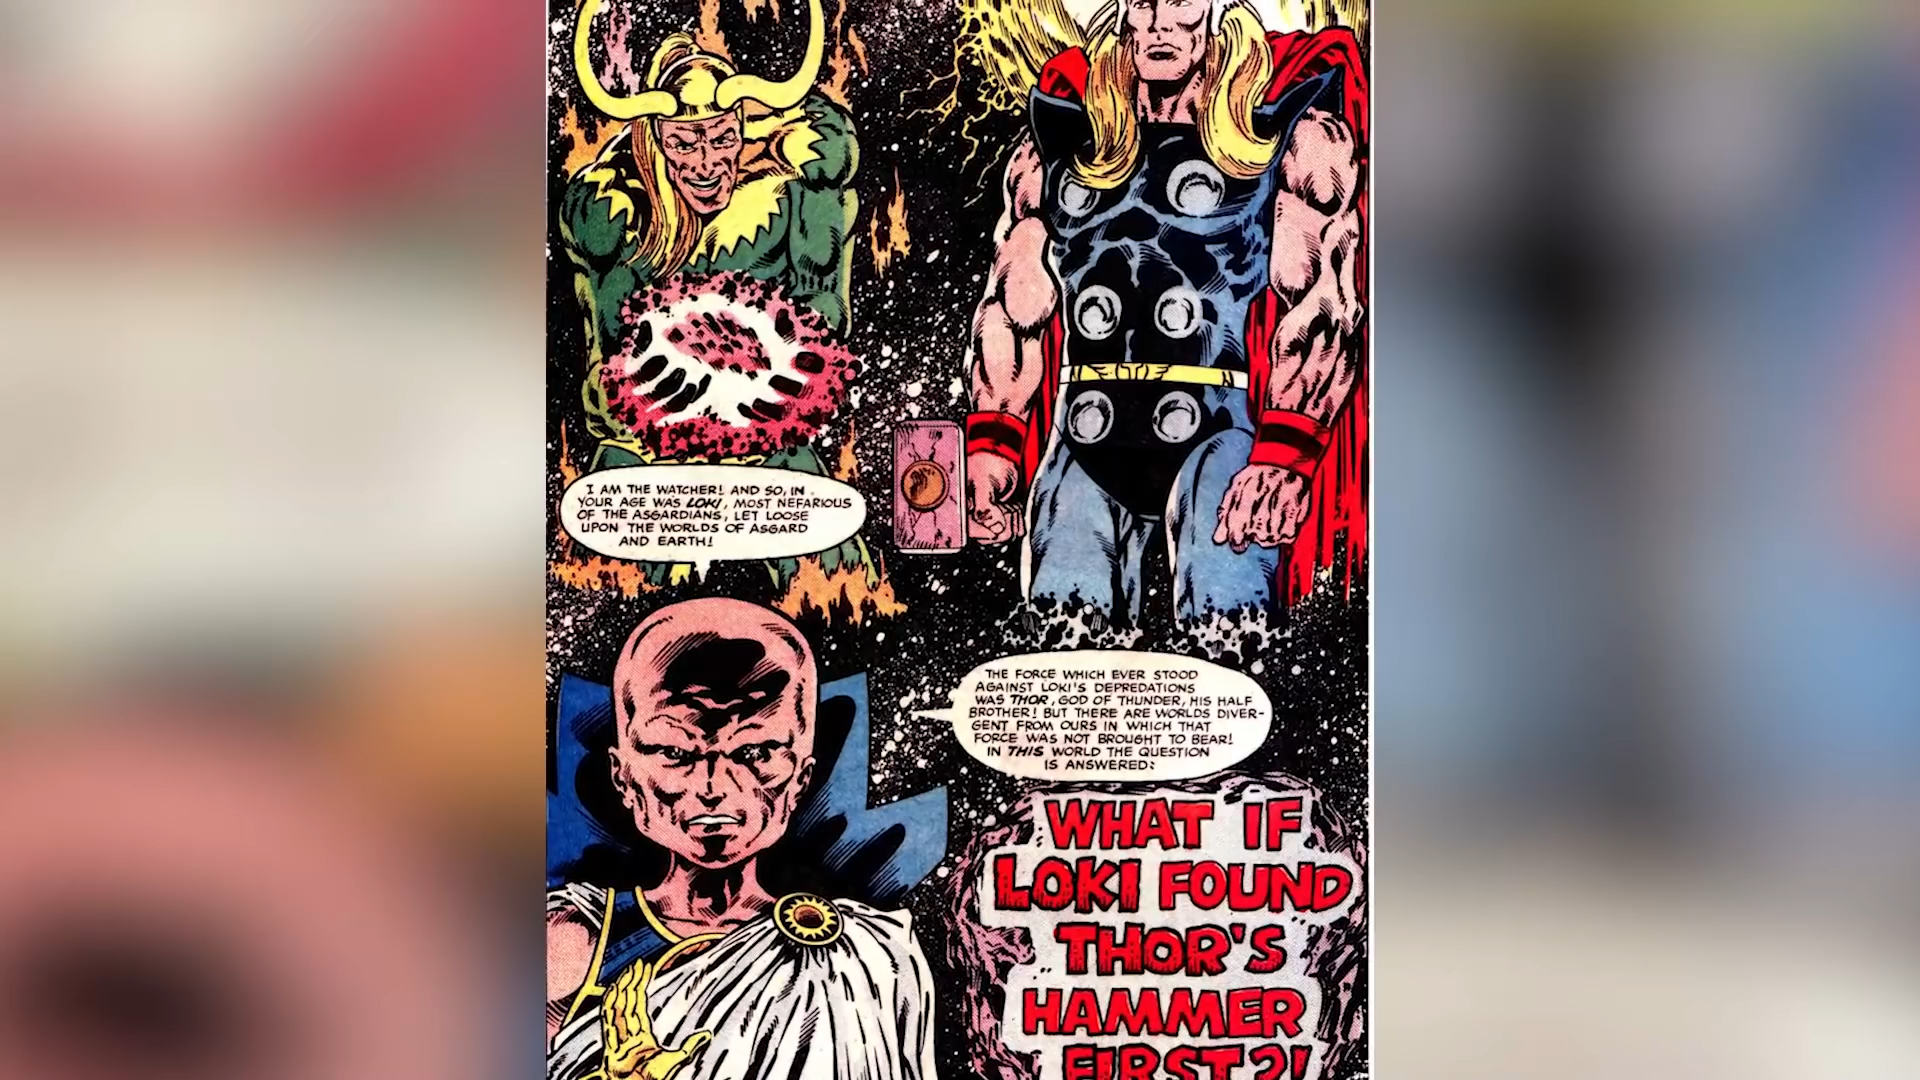 I AM THE WATCHER! AND SO, IN
YOUR AGE WAS LOKI, MOST NEFARIOUS
OF THE ASGARDIANS, LET LOOSE
UPON THE WORLDS OF ASGARD
AND EARTH!
THE FORCE WHICH EVER STOOD
AGAINST LOKI'S DEPREDATIONS
WAS THOR, GOD OF THUNDER, HIS HALF
BROTHER! BUT THERE ARE WORLDS DIVER-
GENT FROM OURS IN WHICH THAT
FORCE WAS NOT BROUGHT TO BEAR!
IN THIS WORLD THE QUESTION
IS ANSWERED:
WHAT IF
LOKI FOUND
THOR'S
HAMMER
FIRST?!